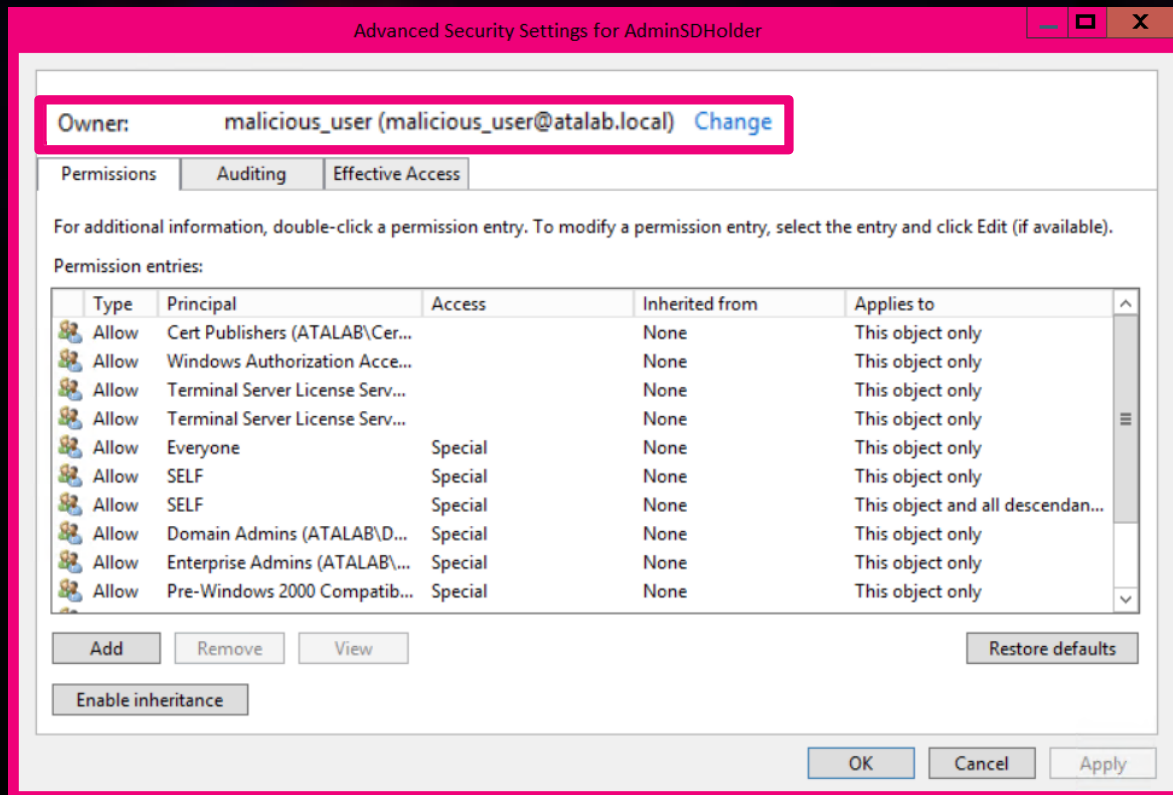 Advanced Security Settings for AdminSDHolder
X
Owner: malicious_user (malicious_user@atalab.local) Change
Permissions Auditing Effective Access
For additional information, double-click a permission entry. To modify a permission entry, select the entry and click Edit (if available).
Permission entries:
Type Principal Access Inherited from Applies to
Allow Cert Publishers (ATALAB\Cer... None This object only
Allow Windows Authorization Acce... None This object only
Allow Terminal Server License Serv... None This object only
Allow Terminal Server License Serv... None This object only
Allow Everyone Special None This object only
Allow SELF Special None This object only
Allow SELF Special None This object and all descendan...
Allow Domain Admins (ATALAB\D... Special None This object only
Allow Enterprise Admins (ATALAB\... Special None This object only
Allow Pre-Windows 2000 Compatib... Special None This object only
Add Remove View Restore defaults
Enable inheritance
OK Cancel Apply